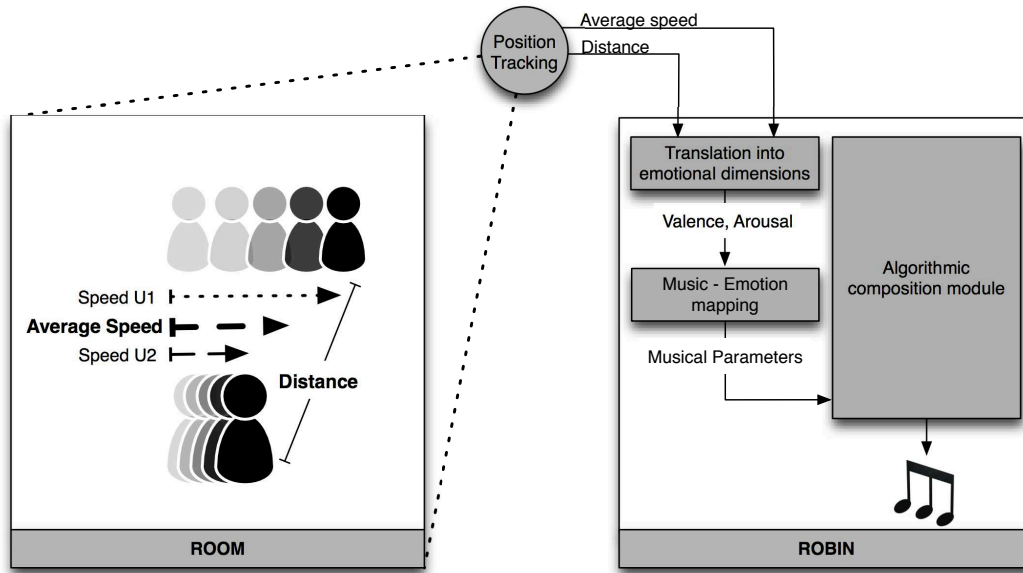 Position
Tracking
Average speed
Distance
Speed U1
Average Speed
Speed U2
Distance
ROOM
Translation into
emotional dimensions
Valence, Arousal
Music - Emotion
mapping
Musical Parameters
Algorithmic
composition module
ROBIN